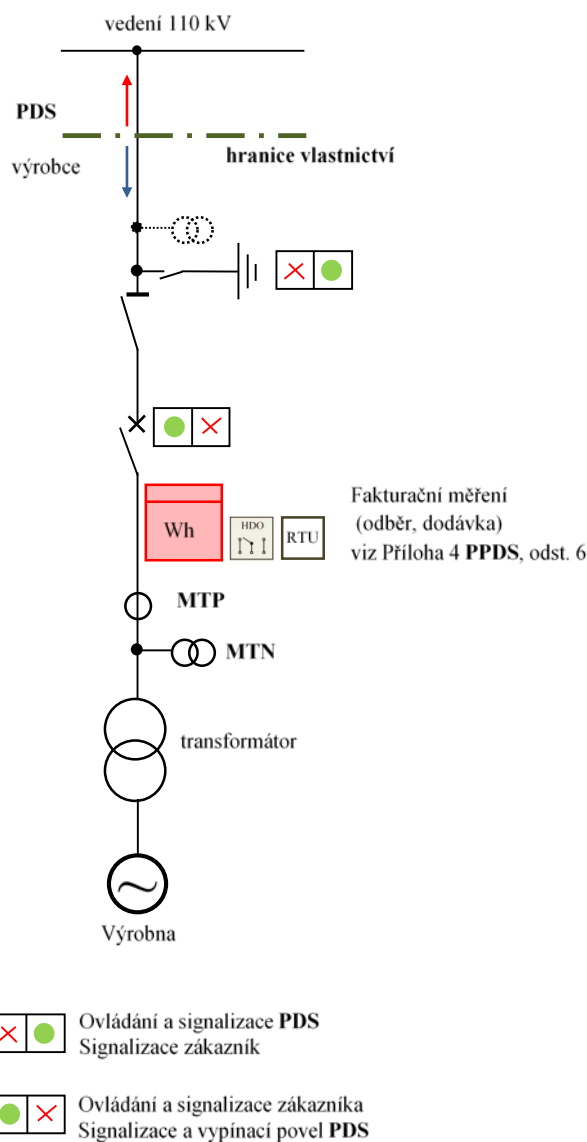 vedení 110 kV
PDS
výrobce
hranice vlastnictví
Wh
HDO
RTU
Fakturační měření
(odběr, dodávka)
viz Příloha 4 PPDS, odst. 6
MTP
MTN
transformátor
Výrobna
Ovládání a signalizace PDS
Signalizace zákazník
Ovládání a signalizace zákazníka
Signalizace a vypínací povel PDS